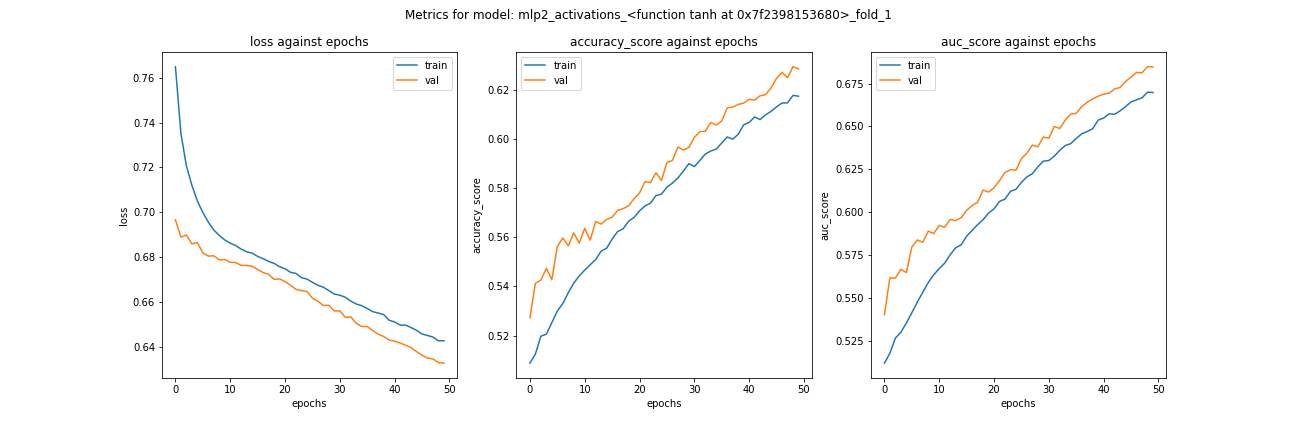 Metrics for model: mlp2_activations_<function tanh at 0x7f2398153680>_fold_1
loss against epochs
train
val
0.76
0.74
0.72
0.70
0.68
0.66
0.64
loss
0
10
20
30
40
50
epochs
accuracy_score against epochs
train
val
0.62
0.60
0.58
0.56
0.54
0.52
accuracy_score
0
10
20
30
40
50
epochs
auc_score against epochs
train
val
0.675
0.650
0.625
0.600
0.575
0.550
0.525
auc_score
0
10
20
30
40
50
epochs